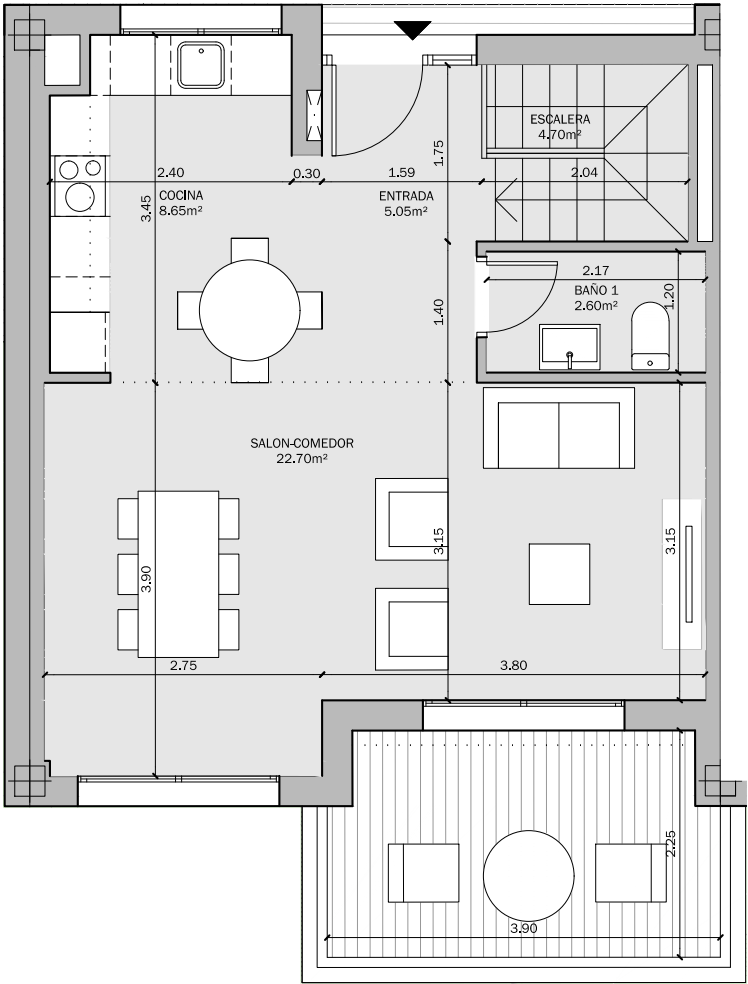 ESCALERA
4.70m²
1.75
2.40
0.30
1.59
2.04
COCINA
8.65m²
3.45
ENTRADA
5.05m²
2.17
BAÑO 1
2.60m²
1.20
1.40
SALON-COMEDOR
22.70m²
3.15
3.15
3.90
2.75
3.80
2.25
3.90